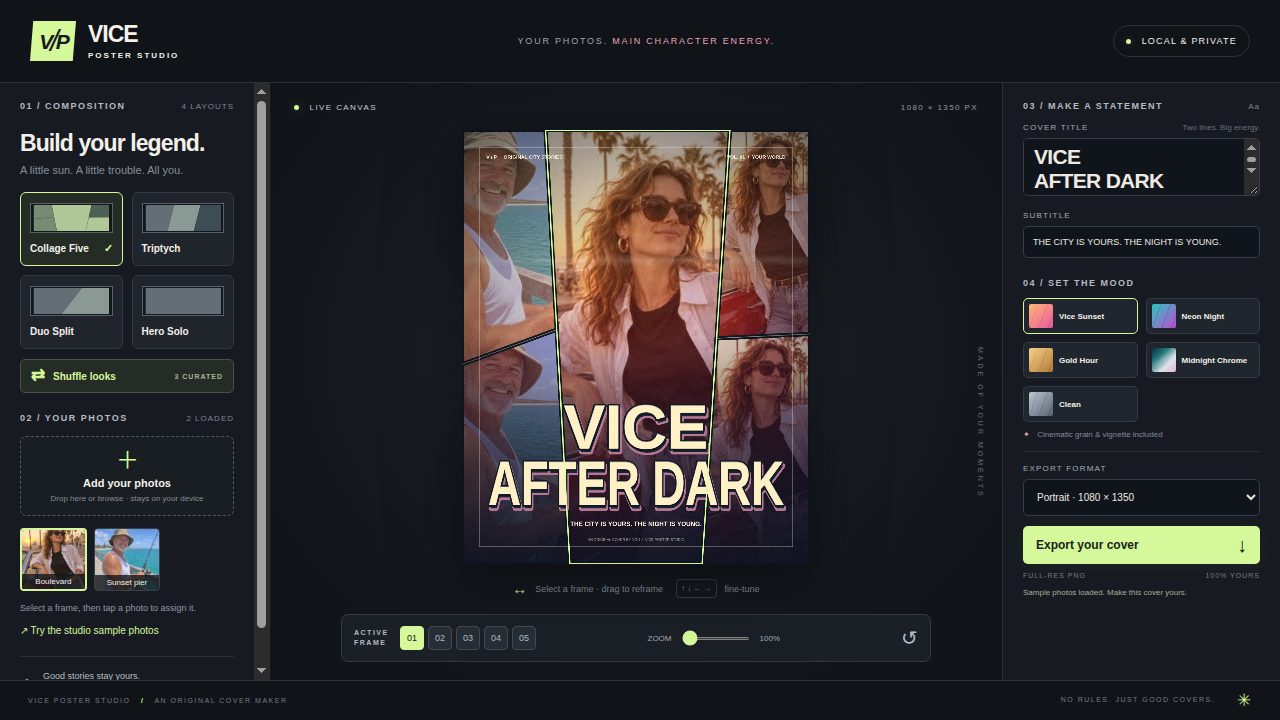 V/P VICE
POSTER STUDIO
YOUR PHOTOS. MAIN CHARACTER ENERGY.
LOCAL & PRIVATE
01 / COMPOSITION 4 LAYOUTS
Build your legend.
A little sun. A little trouble. All you.
Collage Five ✓
Triptych
Duo Split
Hero Solo
⇄ Shuffle looks 3 CURATED
02 / YOUR PHOTOS 2 LOADED
Add your photos
Drop here or browse · stays on your device
Boulevard
Sunset pier
Select a frame, then tap a photo to assign it.
↗ Try the studio sample photos
Good stories stay yours.
LIVE CANVAS 1080 × 1350 PX
V/P ORIGINAL CITY STORIES
VOL. 01 / YOUR WORLD
VICE
AFTER DARK
THE CITY IS YOURS. THE NIGHT IS YOUNG.
MADE OF YOUR MOMENTS
↔ Select a frame · drag to reframe ↑ ↓ ← → fine-tune
ACTIVE
FRAME
01 02 03 04 05
ZOOM 100% ↺
03 / MAKE A STATEMENT Aa
COVER TITLE Two lines. Big energy.
VICE
AFTER DARK
SUBTITLE
THE CITY IS YOURS. THE NIGHT IS YOUNG.
04 / SET THE MOOD
Vice Sunset
Neon Night
Gold Hour
Midnight Chrome
Clean
✦ Cinematic grain & vignette included
EXPORT FORMAT
Portrait · 1080 × 1350
Export your cover ↓
FULL-RES PNG 100% YOURS
Sample photos loaded. Make this cover yours.
VICE POSTER STUDIO / AN ORIGINAL COVER MAKER
NO RULES. JUST GOOD COVERS. ✳